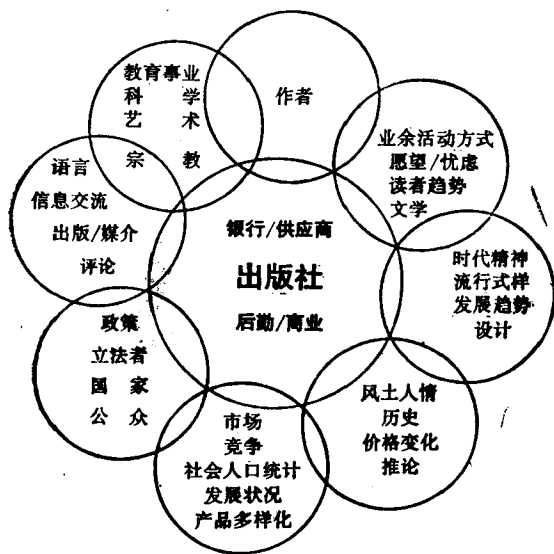 作者
教育事业
科学
艺术
宗教
语言
信息交流
出版/媒介
评论
政策
立法者
国家
公众
市场
竞争
社会人口统计
发展状况
产品多样化
风土人情
历史
价格变化
推论
时代精神
流行式样
发展趋势
设计
业余活动方式
愿望/忧虑
读者趋势
文学
银行/供应商
出版社
后勤/商业